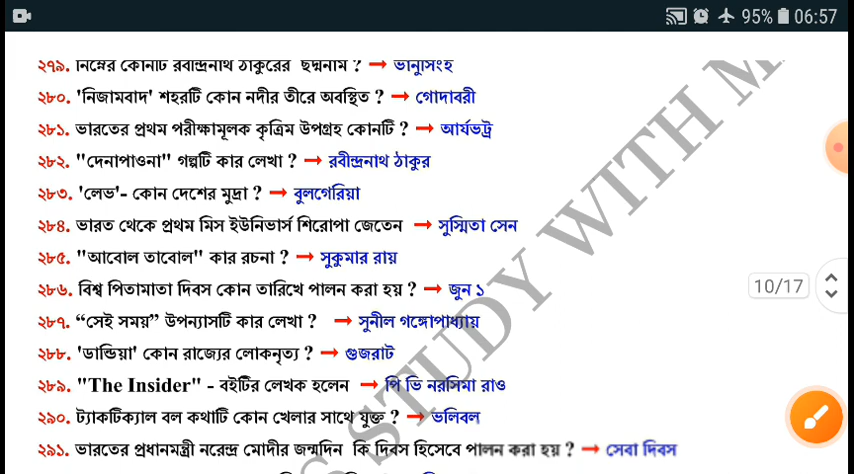 95% 06:57
২৭৯. নিম্নের কোনটি রবীন্দ্রনাথ ঠাকুরের ছদ্মনাম ? → ভানুসিংহ
২৮০. 'নিজামবাদ' শহরটি কোন নদীর তীরে অবস্থিত ? → গোদাবরী
২৮১. ভারতের প্রথম পরীক্ষামূলক কৃত্রিম উপগ্রহ কোনটি ? → আর্যভট্ট
২৮২. "দেনাপাওনা" গল্পটি কার লেখা ? → রবীন্দ্রনাথ ঠাকুর
২৮৩. 'লেভ'- কোন দেশের মুদ্রা ? → বুলগেরিয়া
২৮৪. ভারত থেকে প্রথম মিস ইউনিভার্স শিরোপা জেতেন → সুস্মিতা সেন
২৮৫. "আবোল তাবোল" কার রচনা ? → সুকুমার রায়
২৮৬. বিশ্ব পিতামাতা দিবস কোন তারিখে পালন করা হয় ? → জুন ১
10/17
২৮৭. “সেই সময়” উপন্যাসটি কার লেখা ? → সুনীল গঙ্গোপাধ্যায়
২৮৮. 'ডান্ডিয়া' কোন রাজ্যের লোকনৃত্য ? → গুজরাট
২৮৯. "The Insider" - বইটির লেখক হলেন → পি ভি নরসিমা রাও
২৯০. ট্যাকটিক্যাল বল কথাটি কোন খেলার সাথে যুক্ত ? → ভলিবল
২৯১. ভারতের প্রধানমন্ত্রী নরেন্দ্র মোদীর জন্মদিন কি দিবস হিসেবে পালন করা হয় ? → সেবা দিবস
STUDY WITH